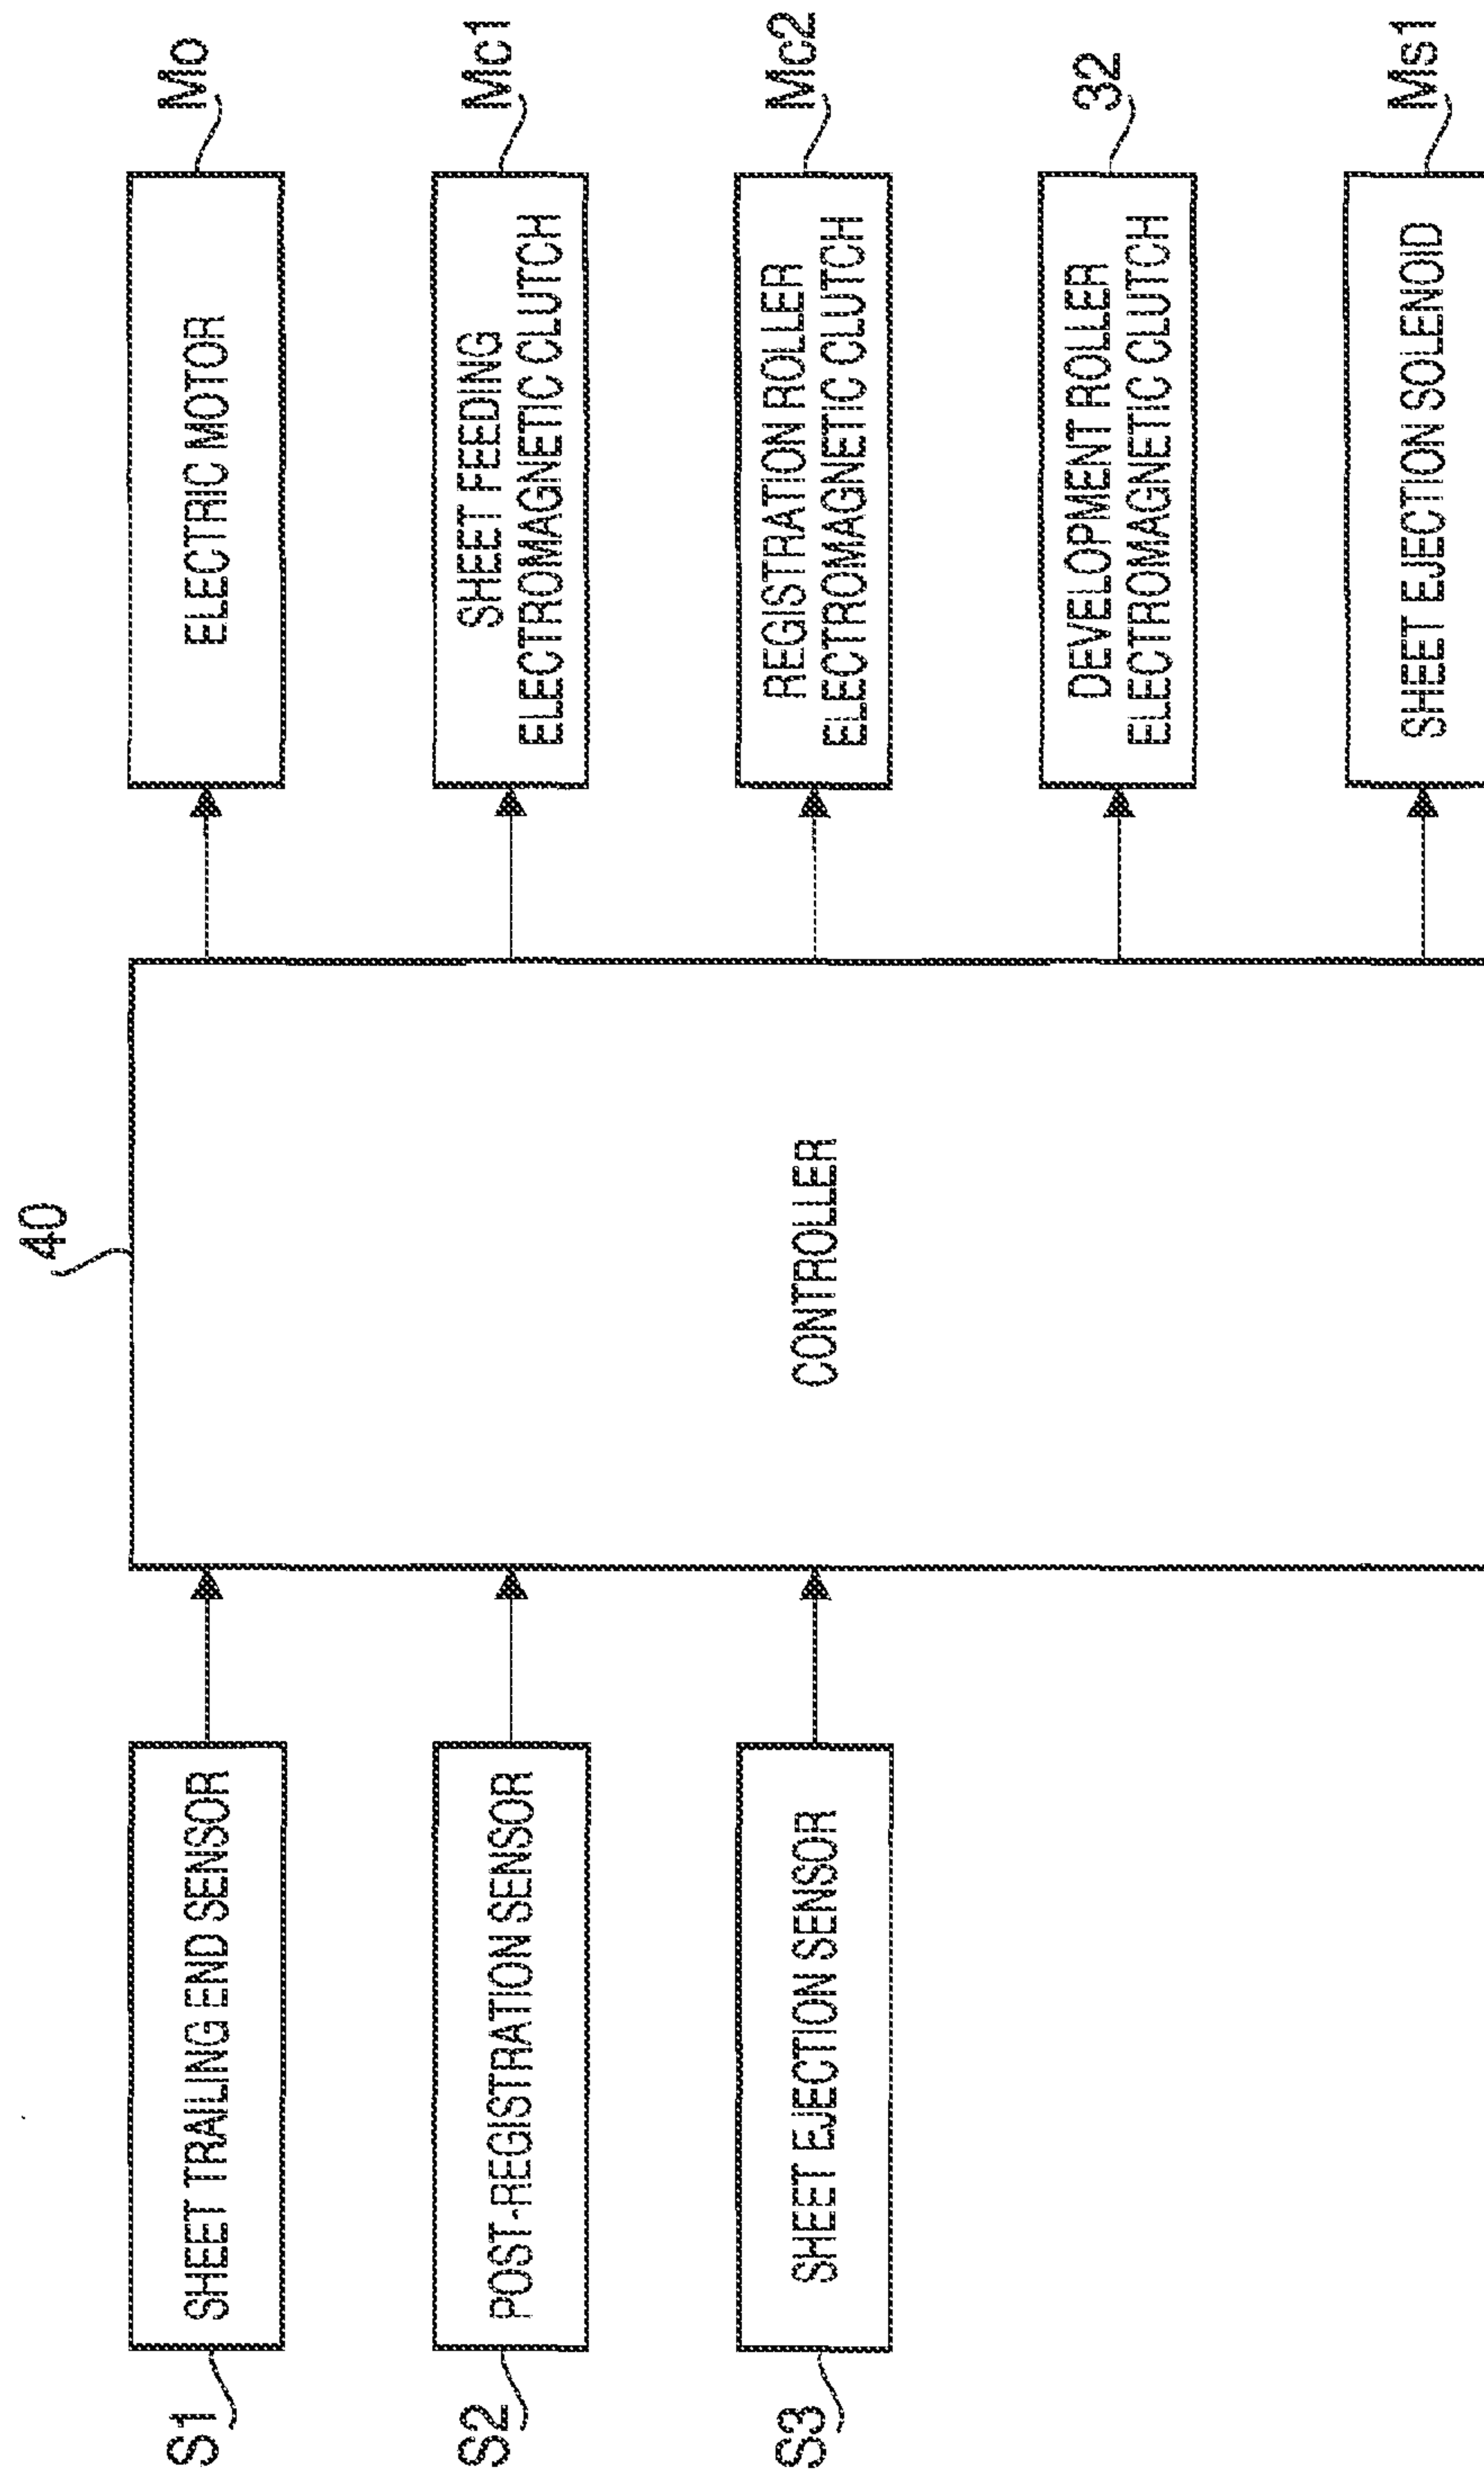 40
S1
SHEET TRAILING END SENSOR
S2
POST-REGISTRATION SENSOR
S3
SHEET EJECTION SENSOR
CONTROLLER
ELECTRIC MOTOR
Mo
SHEET FEEDING
ELECTROMAGNETIC CLUTCH
Mc1
REGISTRATION ROLLER
ELECTROMAGNETIC CLUTCH
Mc2
DEVELOPMENT ROLLER
ELECTROMAGNETIC CLUTCH
32
SHEET EJECTION SOLENOID
Ms1